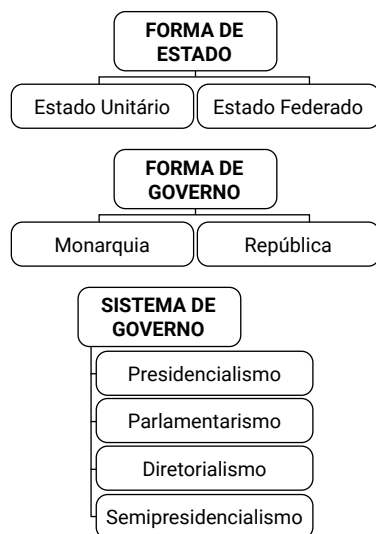 FORMA DE
ESTADO
Estado Unitário
Estado Federado
FORMA DE
GOVERNO
Monarquia
República
SISTEMA DE
GOVERNO
Presidencialismo
Parlamentarismo
Diretorialismo
Semipresidencialismo